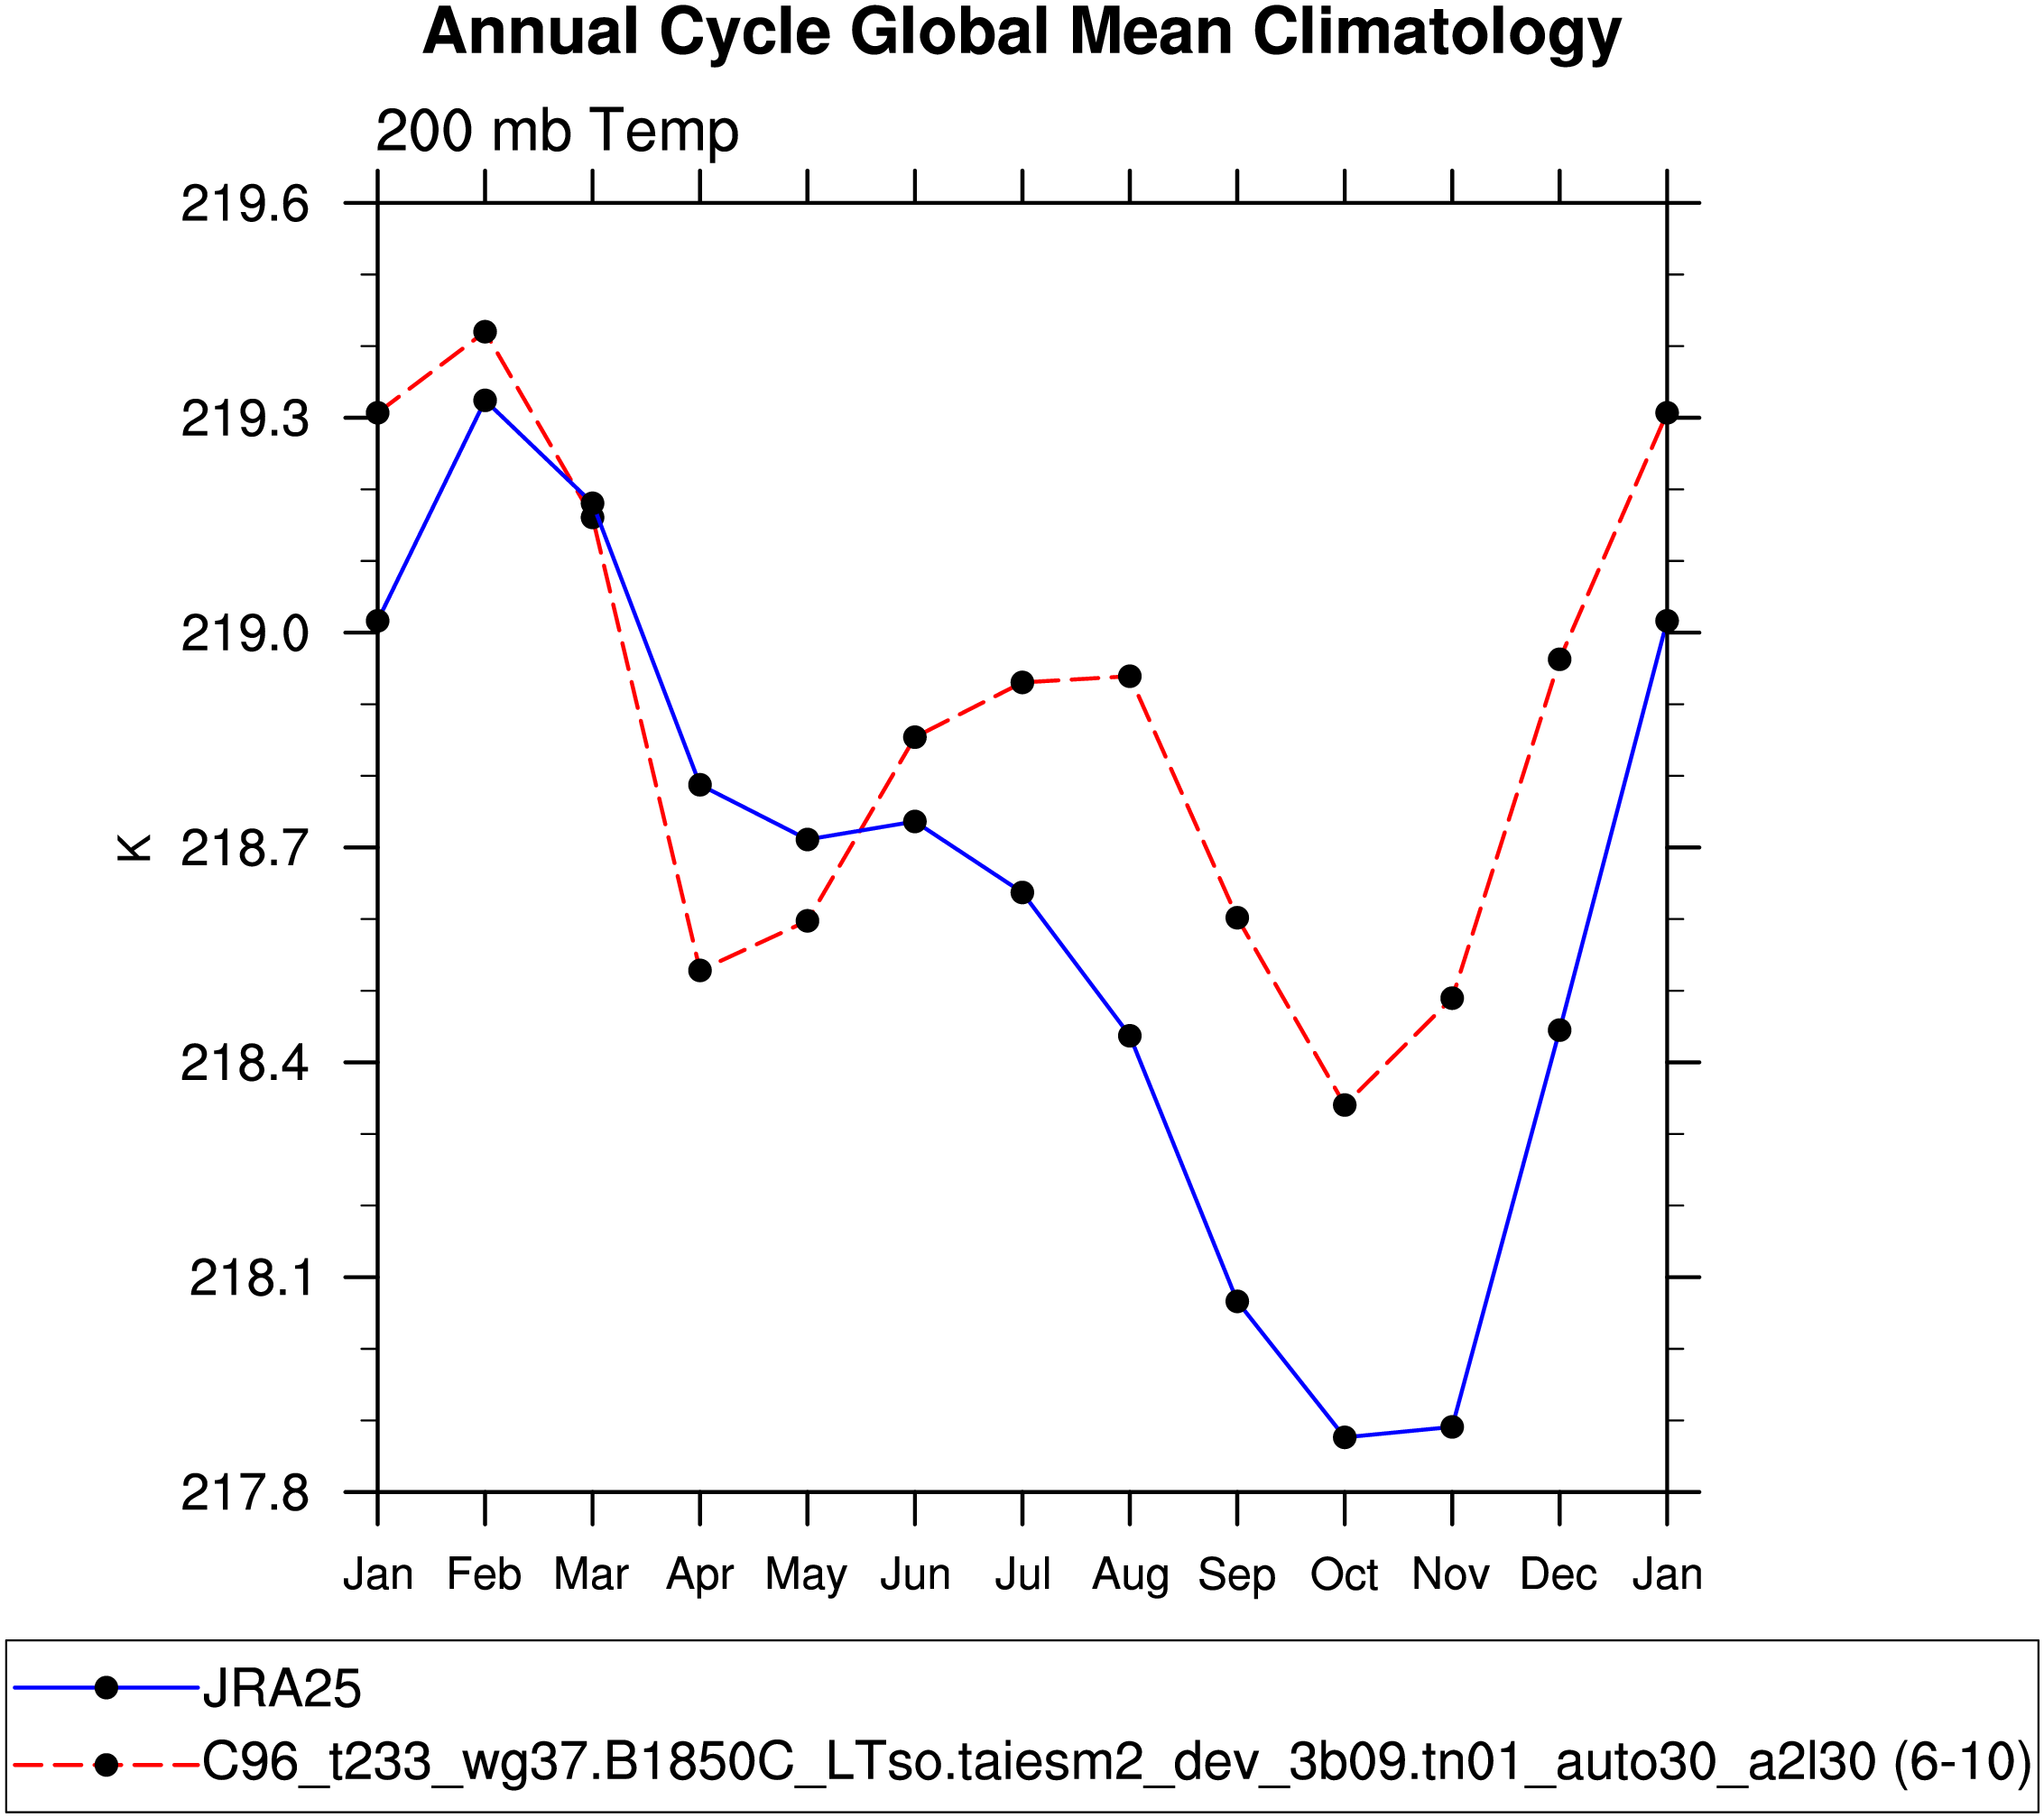 Annual Cycle Global Mean Climatology
200 mb Temp
219.6
219.3
219.0
K
218.7
218.4
218.1
217.8
Jan Feb Mar Apr May Jun Jul Aug Sep Oct Nov Dec Jan
JRA25
C96_t233_wg37.B1850C_LTso.taiesm2_dev_3b09.tn01_auto30_a2l30 (6-10)